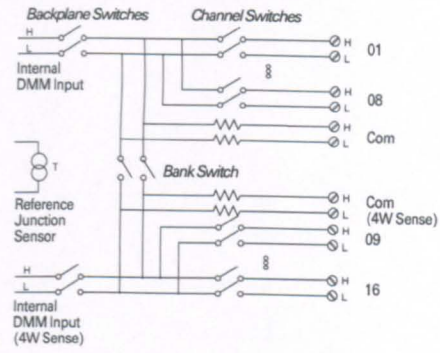 Backplane Switches
Channel Switches
H
L
Internal
DMM Input
H
L
01
H
L
08
H
L
Com
T
Bank Switch
Reference
Junction
Sensor
H
L
Com
(4W Sense)
H
L
09
H
L
Internal
DMM Input
(4W Sense)
H
L
16